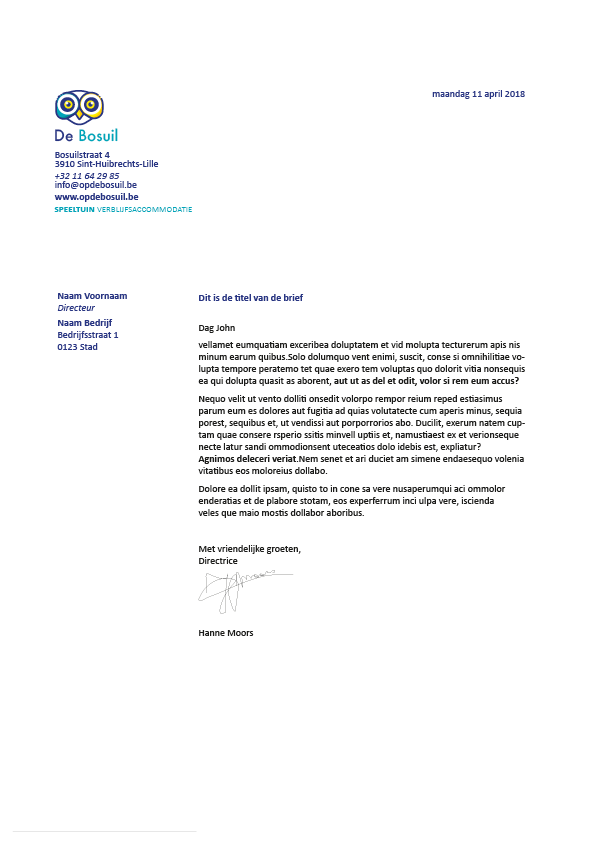 maandag 11 april 2018
De Bosuil
Bosuilstraat 4
3910 Sint-Huibrechts-Lille
+32 11 64 29 85
info@opdebosuil.be
www.opdebosuil.be
SPEELTUIN VERBLIJFSACCOMMODATIE
Naam Voornaam
Directeur
Naam Bedrijf
Bedrijfsstraat 1
0123 Stad
Dit is de titel van de brief
Dag John
vellamet eumquatiam exceribea doluptatem et vid molupta tecturerum apis nis
minum earum quibus.Solo dolumquo vent enimi, suscit, conse si omnihilitiae vo-
lupta tempore peratemo tet quae exero tem voluptas quo dolorit vitia nonsequis
ea qui dolupta quasit as aborent, aut ut as del et odit, volor si rem eum accus?
Nequo velit ut vento dolliti onsedit volorpo rempor reium reped estiasimus
parum eum es dolores aut fugitia ad quias volutatecte cum aperis minus, sequia
porest, sequibus et, ut vendissi aut porporrorios abo. Ducilit, exerum natem cup-
tam quae consere rsperio ssitis minvell uptiis et, namustiaest ex et verionseque
necte latur sandi ommodionsent uteceatios dolo idebis est, expliatur?
Agnimos deleceri veriat.Nem senet et ari duciet am simene endaesequo volenia
vitatibus eos moloreius dollabo.
Dolore ea dollit ipsam, quisto to in cone sa vere nusaperumqui aci ommolor
enderatias et de plabore stotam, eos experferrum inci ulpa vere, iscienda
veles que maio mostis dollabor aboribus.
Met vriendelijke groeten,
Directrice
Hanne Moors